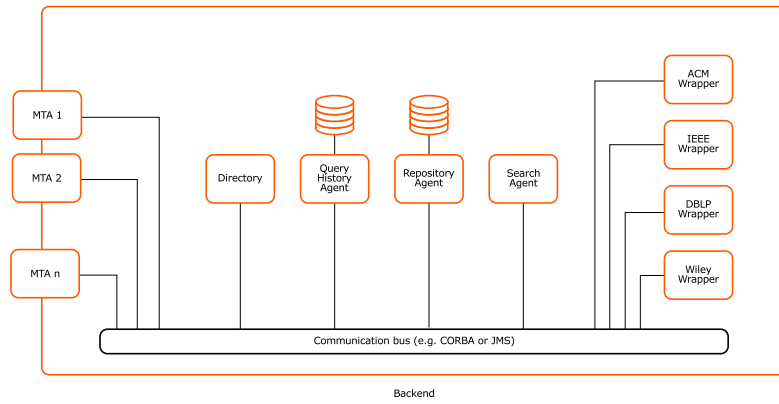 MTA 1
MTA 2
MTA n
Directory
Query
History
Agent
Repository
Agent
Search
Agent
ACM
Wrapper
IEEE
Wrapper
DBLP
Wrapper
Wiley
Wrapper
Communication bus (e.g. CORBA or JMS)
Backend